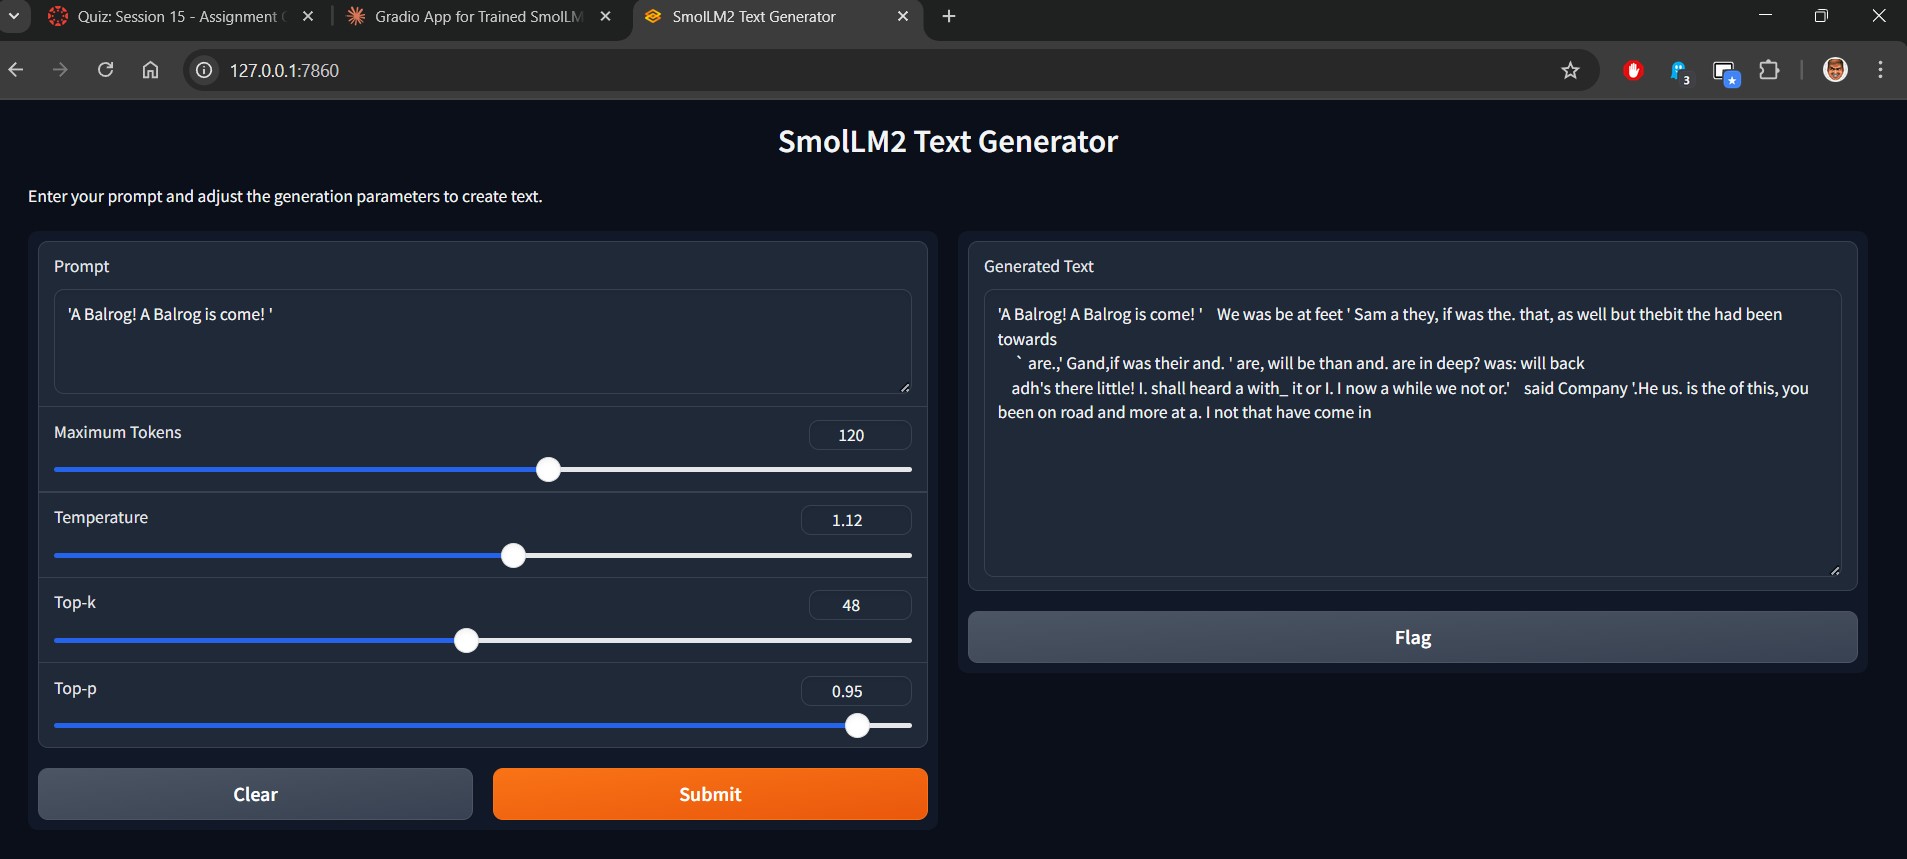 Quiz: Session 15 - Assignment
Gradio App for Trained SmolLM
SmolLM2 Text Generator
127.0.0.1:7860
3
SmolLM2 Text Generator
Enter your prompt and adjust the generation parameters to create text.
Prompt
'A Balrog! A Balrog is come! '
Maximum Tokens
120
Temperature
1.12
Top-k
48
Top-p
0.95
Clear
Submit
Generated Text
'A Balrog! A Balrog is come! '   We was be at feet ' Sam a they, if was the. that, as well but thebit the had been
towards
` are.,' Gand,if was their and. ' are, will be than and. are in deep? was: will back
adh's there little! I. shall heard a with_ it or I. I now a while we not or.'   said Company '.He us. is the of this, you
been on road and more at a. I not that have come in
Flag